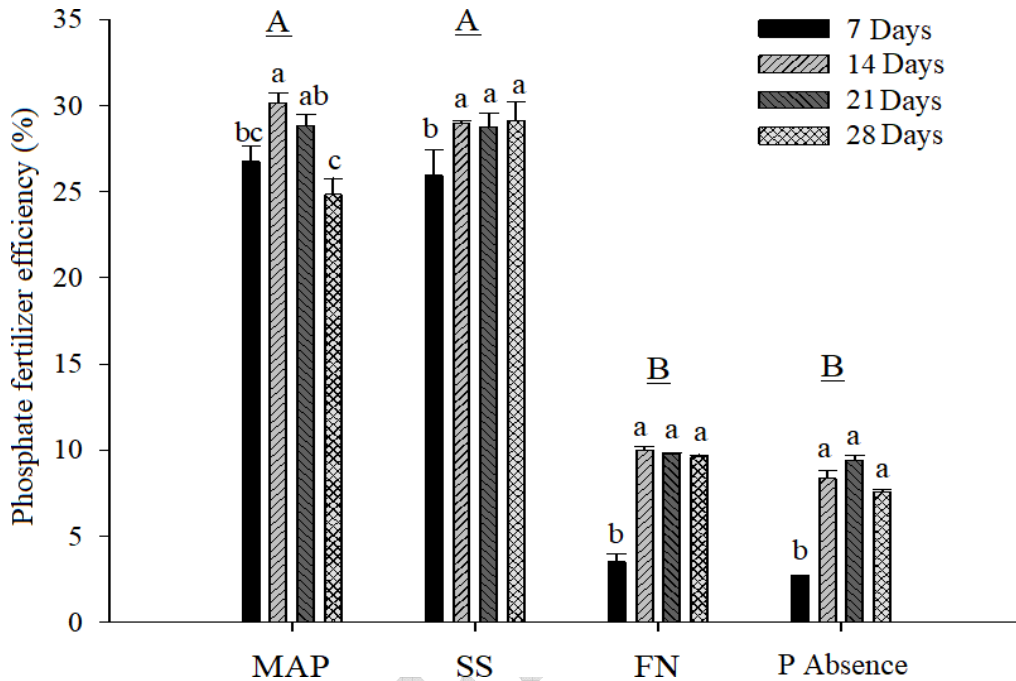 35
30
25
20
15
10
5
0
Phosphate fertilizer efficiency (%)
A
A
B
B
7 Days
14 Days
21 Days
28 Days
bc
a
ab
c
b
a
a
a
b
a
a
a
b
a
a
a
MAP
SS
FN
P Absence